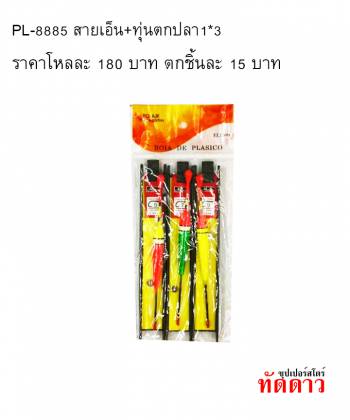 PL-8885 สายเอ็น+ทุ่นตกปลา1*3
ราคาโหลละ 180 บาท ตกชิ้นละ 15 บาท
BOIA DE PLASICO
ซุปเปอร์สโตร์
ทัดดาว